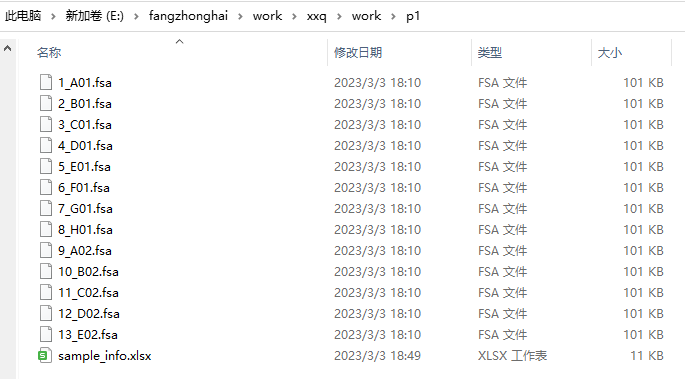 此电脑 > 新加卷 (E:) > fangzhonghai > work > xxq > work > p1
名称 修改日期 类型 大小
1_A01.fsa 2023/3/3 18:10 FSA 文件 101 KB
2_B01.fsa 2023/3/3 18:10 FSA 文件 101 KB
3_C01.fsa 2023/3/3 18:10 FSA 文件 101 KB
4_D01.fsa 2023/3/3 18:10 FSA 文件 101 KB
5_E01.fsa 2023/3/3 18:10 FSA 文件 101 KB
6_F01.fsa 2023/3/3 18:10 FSA 文件 101 KB
7_G01.fsa 2023/3/3 18:10 FSA 文件 101 KB
8_H01.fsa 2023/3/3 18:10 FSA 文件 101 KB
9_A02.fsa 2023/3/3 18:10 FSA 文件 101 KB
10_B02.fsa 2023/3/3 18:10 FSA 文件 101 KB
11_C02.fsa 2023/3/3 18:10 FSA 文件 101 KB
12_D02.fsa 2023/3/3 18:10 FSA 文件 101 KB
13_E02.fsa 2023/3/3 18:10 FSA 文件 101 KB
sample_info.xlsx 2023/3/3 18:49 XLSX 工作表 11 KB